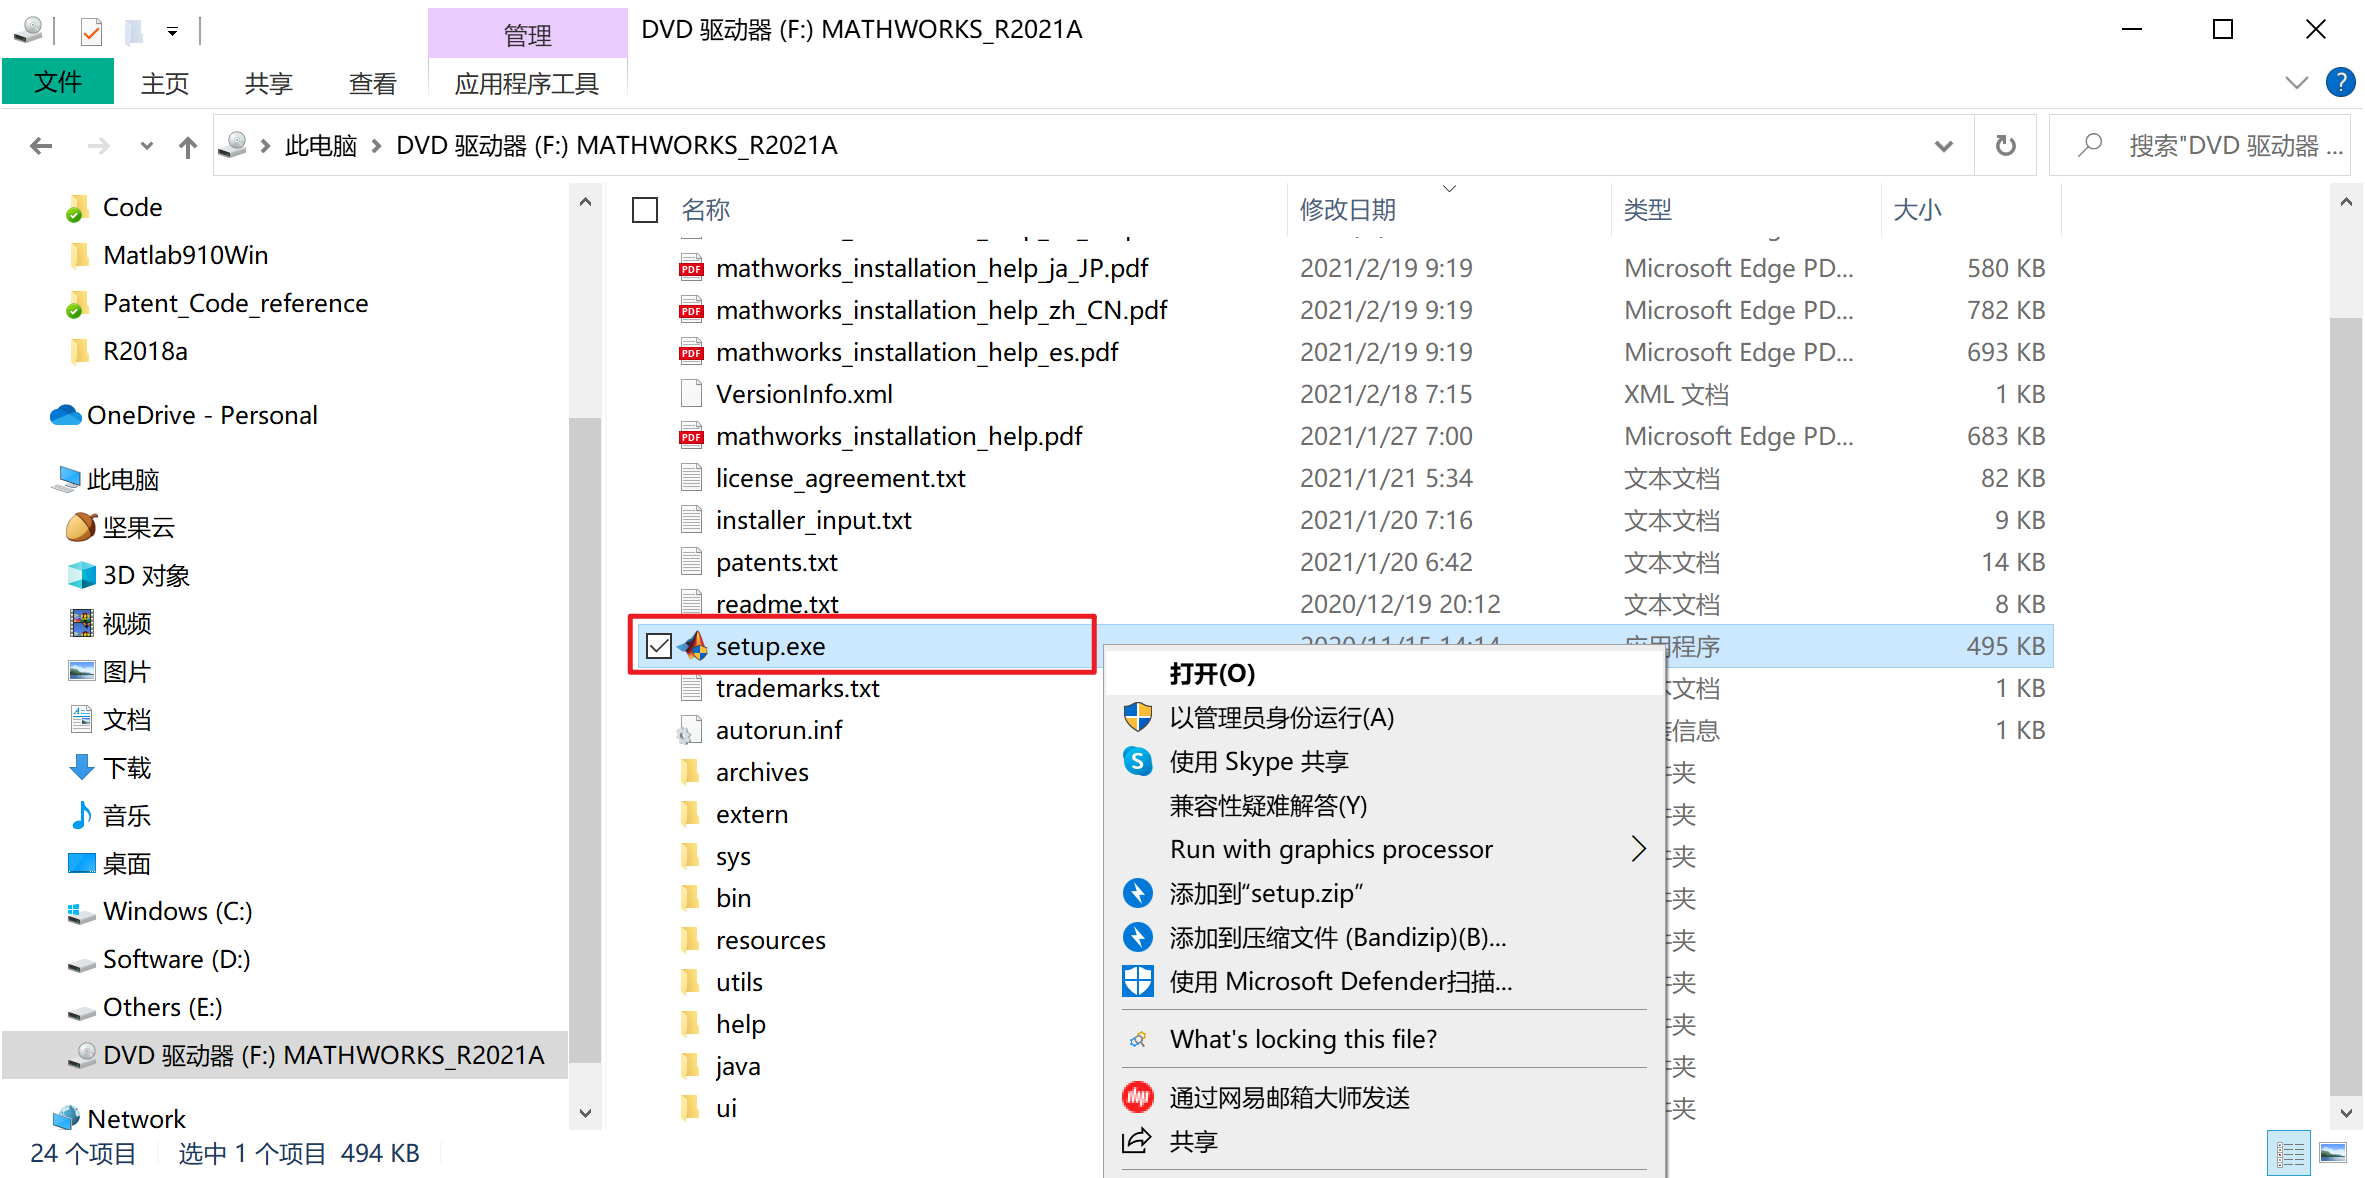 管理
DVD 驱动器 (F:) MATHWORKS_R2021A
文件
主页
共享
查看
应用程序工具
?
此电脑
DVD 驱动器 (F:) MATHWORKS_R2021A
搜索"DVD 驱动器 ...
Code
Matlab910Win
Patent_Code_reference
R2018a
OneDrive - Personal
此电脑
坚果云
3D 对象
视频
图片
文档
下载
音乐
桌面
Windows (C:)
Software (D:)
Others (E:)
DVD 驱动器 (F:) MATHWORKS_R2021A
Network
名称
修改日期
类型
大小
mathworks_installation_help_ja_JP.pdf 2021/2/19 9:19 Microsoft Edge PD... 580 KB
mathworks_installation_help_zh_CN.pdf 2021/2/19 9:19 Microsoft Edge PD... 782 KB
mathworks_installation_help_es.pdf 2021/2/19 9:19 Microsoft Edge PD... 693 KB
VersionInfo.xml 2021/2/18 7:15 XML 文档 1 KB
mathworks_installation_help.pdf 2021/1/27 7:00 Microsoft Edge PD... 683 KB
license_agreement.txt 2021/1/21 5:34 文本文档 82 KB
installer_input.txt 2021/1/20 7:16 文本文档 9 KB
patents.txt 2021/1/20 6:42 文本文档 14 KB
readme.txt 2020/12/19 20:12 文本文档 8 KB
setup.exe 2020/11/15 14:14 应用程序 495 KB
trademarks.txt 文档 1 KB
autorun.inf 信息 1 KB
archives 夹
extern 夹
sys 夹
bin 夹
resources 夹
utils 夹
help 夹
java 夹
ui 夹
打开(O)
以管理员身份运行(A)
使用 Skype 共享
兼容性疑难解答(Y)
Run with graphics processor
添加到“setup.zip”
添加到压缩文件 (Bandizip)(B)...
使用 Microsoft Defender扫描...
What's locking this file?
通过网易邮箱大师发送
共享
24 个项目
选中 1 个项目 494 KB